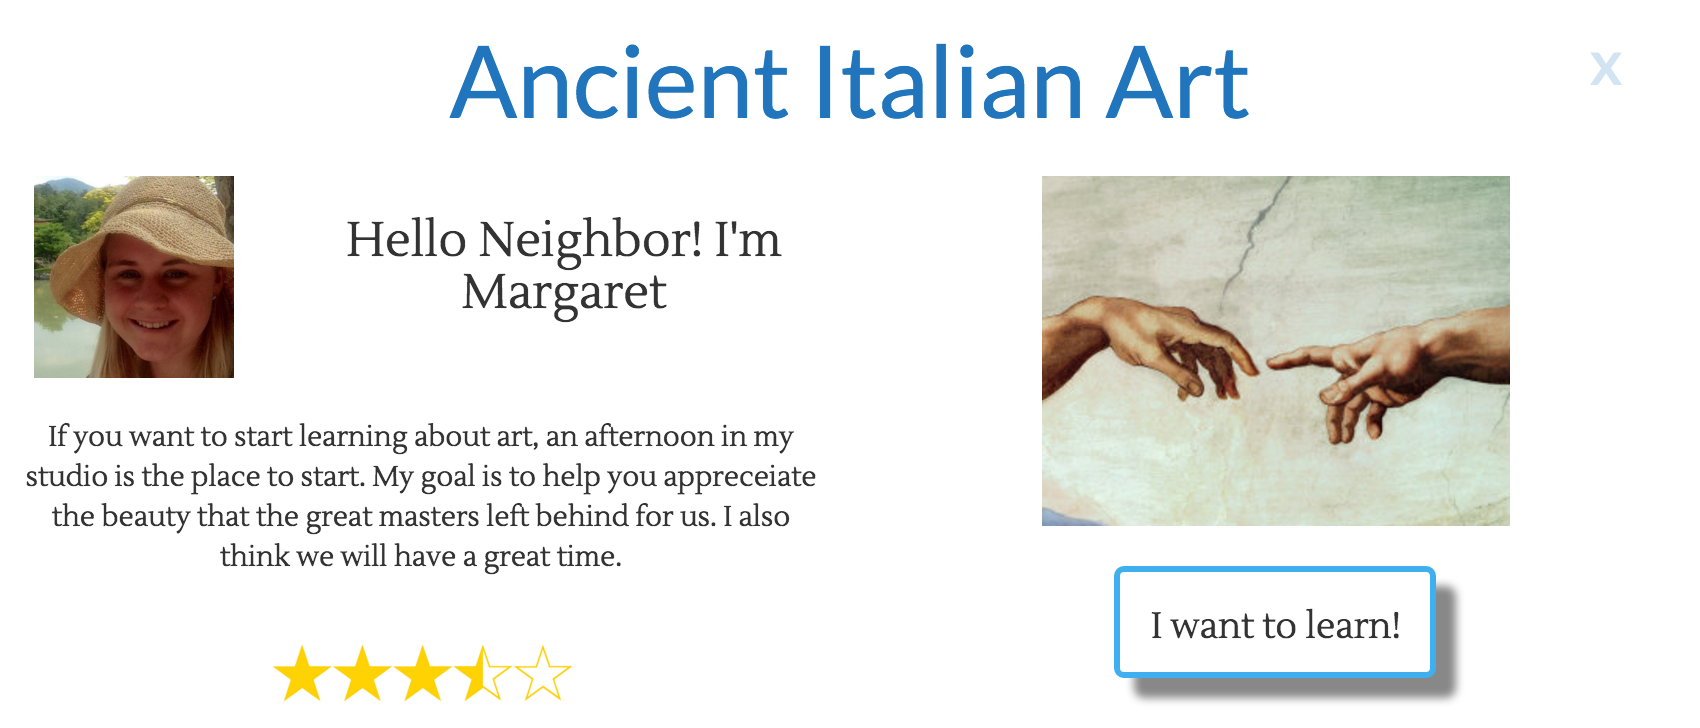 Ancient Italian Art
X
Hello Neighbor! I'm
Margaret
If you want to start learning about art, an afternoon in my
studio is the place to start. My goal is to help you appreceiate
the beauty that the great masters left behind for us. I also
think we will have a great time.
I want to learn!